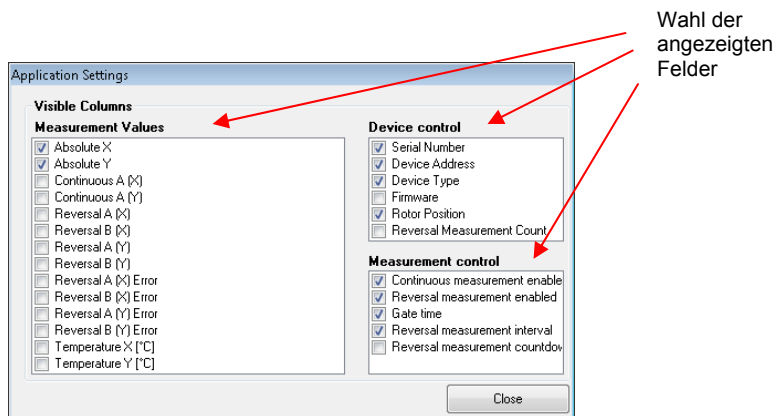 Wahl der
angezeigten
Felder
Application Settings
Visible Columns
Measurement Values
Absolute X
Absolute Y
Continuous A (X)
Continuous A (Y)
Reversal A (X)
Reversal B (X)
Reversal A (Y)
Reversal B (Y)
Reversal A (X) Error
Reversal B (X) Error
Reversal A (Y) Error
Reversal B (Y) Error
Temperature X [°C]
Temperature Y [°C]
Device control
Serial Number
Device Address
Device Type
Firmware
Rotor Position
Reversal Measurement Count
Measurement control
Continuous measurement enable
Reversal measurement enabled
Gate time
Reversal measurement interval
Reversal measurement countdow
Close